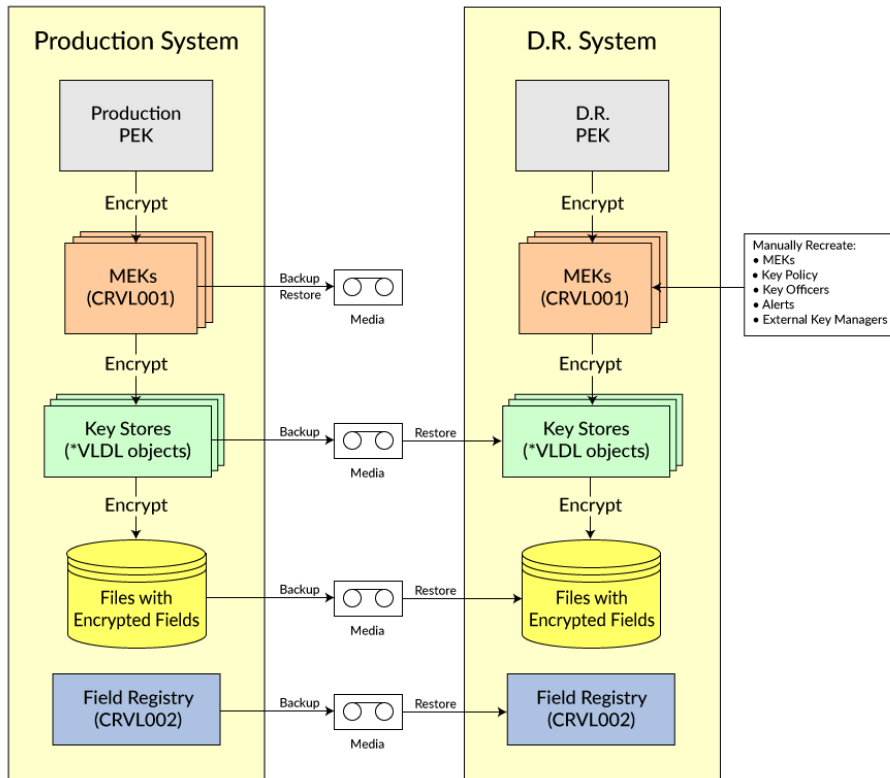 Production System
Production
PEK
Encrypt
MEKs
(CRVL001)
Backup
Restore
Media
Encrypt
Key Stores
(*VLDL objects)
Backup
Media
Restore
Encrypt
Files with
Encrypted Fields
Backup
Media
Restore
Field Registry
(CRVL002)
Backup
Media
Restore
D.R. System
D.R.
PEK
Encrypt
MEKs
(CRVL001)
Encrypt
Key Stores
(*VLDL objects)
Encrypt
Files with
Encrypted Fields
Field Registry
(CRVL002)
Manually Recreate:
• MEKs
• Key Policy
• Key Officers
• Alerts
• External Key Managers